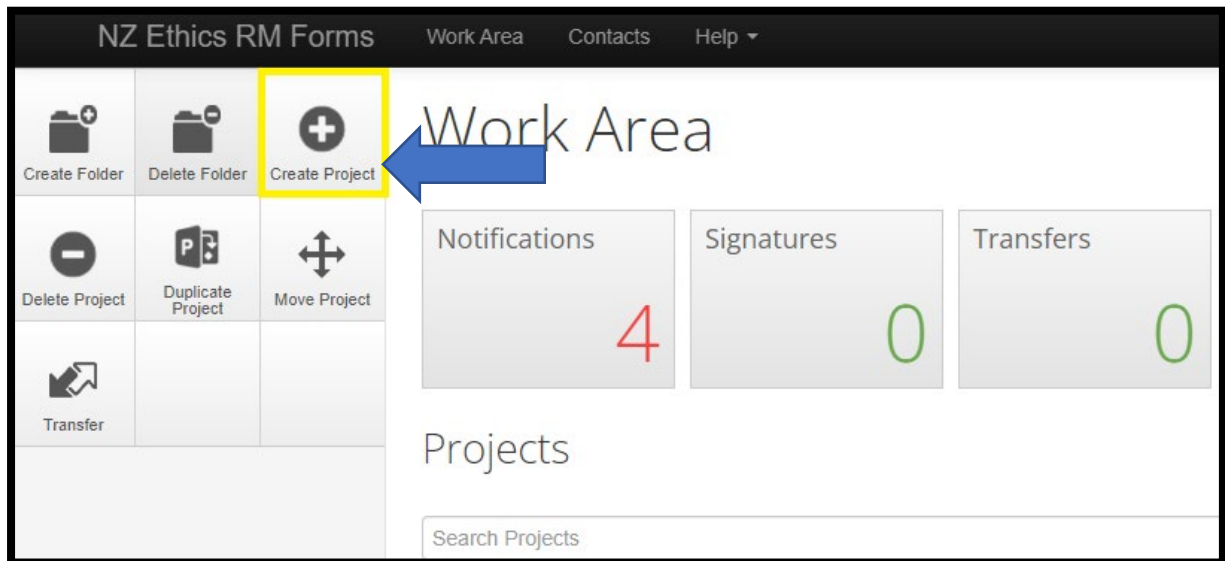 NZ Ethics RM Forms
Work Area
Contacts
Help
Create Folder
Delete Folder
Create Project
Work Area
Delete Project
Duplicate
Project
Move Project
Notifications
4
Signatures
0
Transfers
0
Transfer
Projects
Search Projects